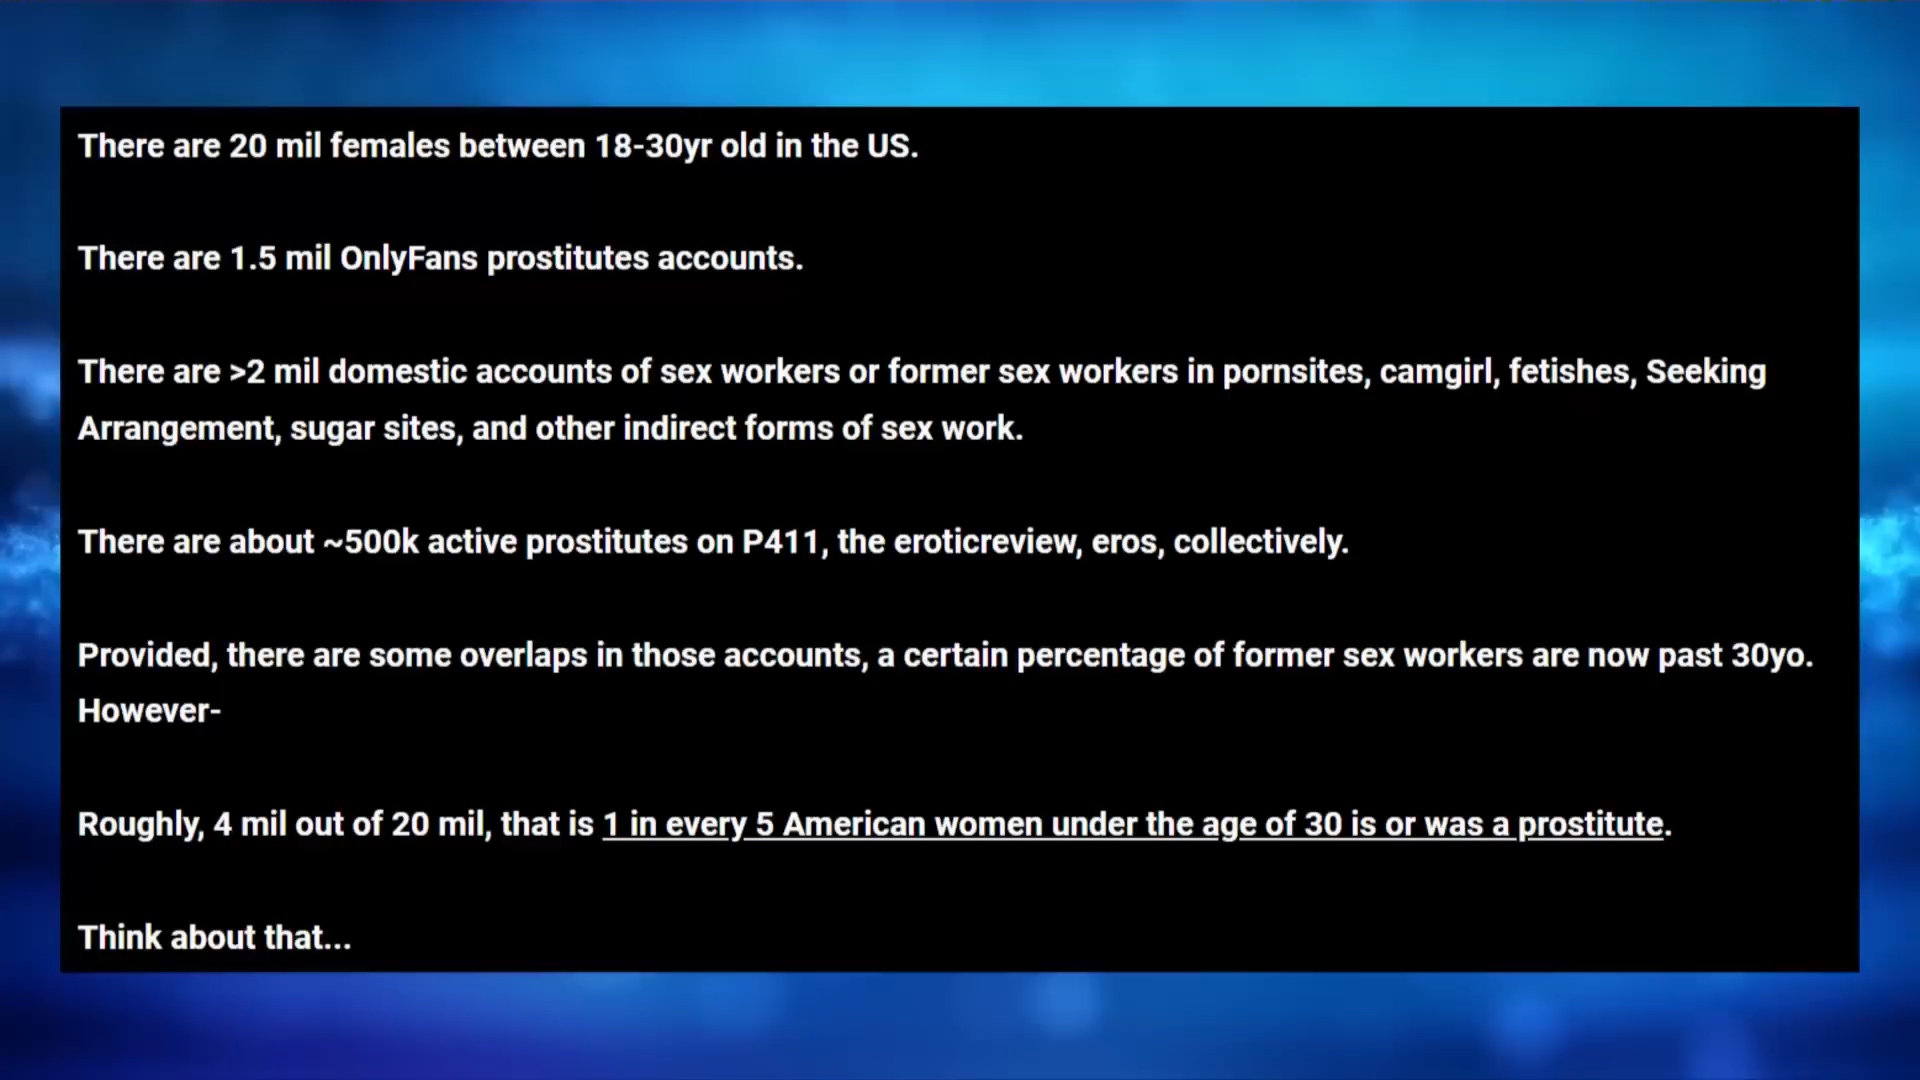 There are 20 mil females between 18-30yr old in the US.
There are 1.5 mil OnlyFans prostitutes accounts.
There are >2 mil domestic accounts of sex workers or former sex workers in pornsites, camgirl, fetishes, Seeking
Arrangement, sugar sites, and other indirect forms of sex work.
There are about ~500k active prostitutes on P411, the eroticreview, eros, collectively.
Provided, there are some overlaps in those accounts, a certain percentage of former sex workers are now past 30yo.
However-
Roughly, 4 mil out of 20 mil, that is 1 in every 5 American women under the age of 30 is or was a prostitute.
Think about that...